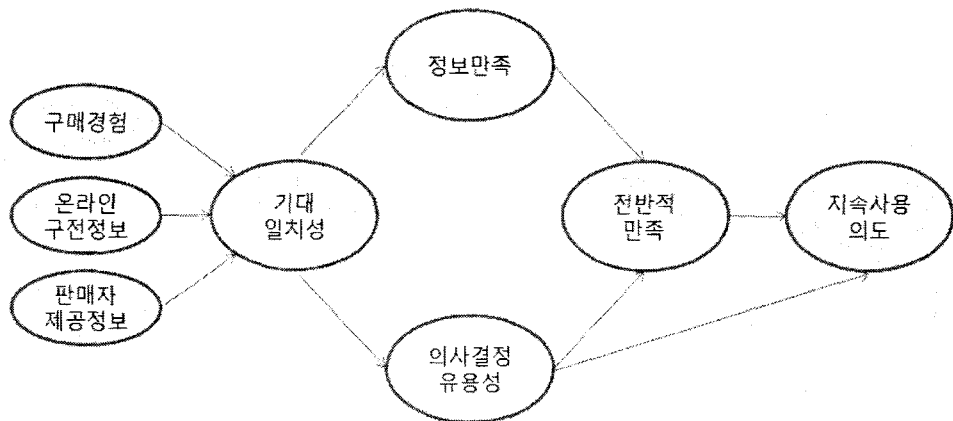 정보만족
구매경험
온라인
구전정보
기대
일치성
전반적
만족
지속사용
의도
판매자
제공정보
의사결정
유용성